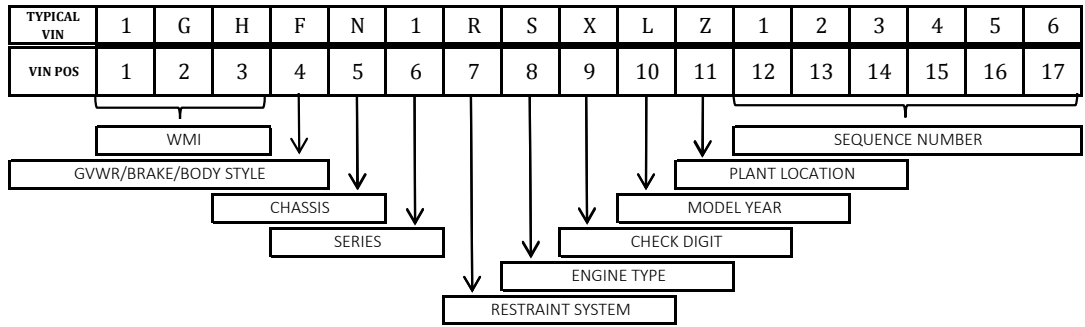 TYPICAL VIN 1 G H F N 1 R S X L Z 1 2 3 4 5 6
VIN POS 1 2 3 4 5 6 7 8 9 10 11 12 13 14 15 16 17
WMI SEQUENCE NUMBER
GVWR/BRAKE/BODY STYLE PLANT LOCATION
CHASSIS MODEL YEAR
SERIES CHECK DIGIT
ENGINE TYPE
RESTRAINT SYSTEM